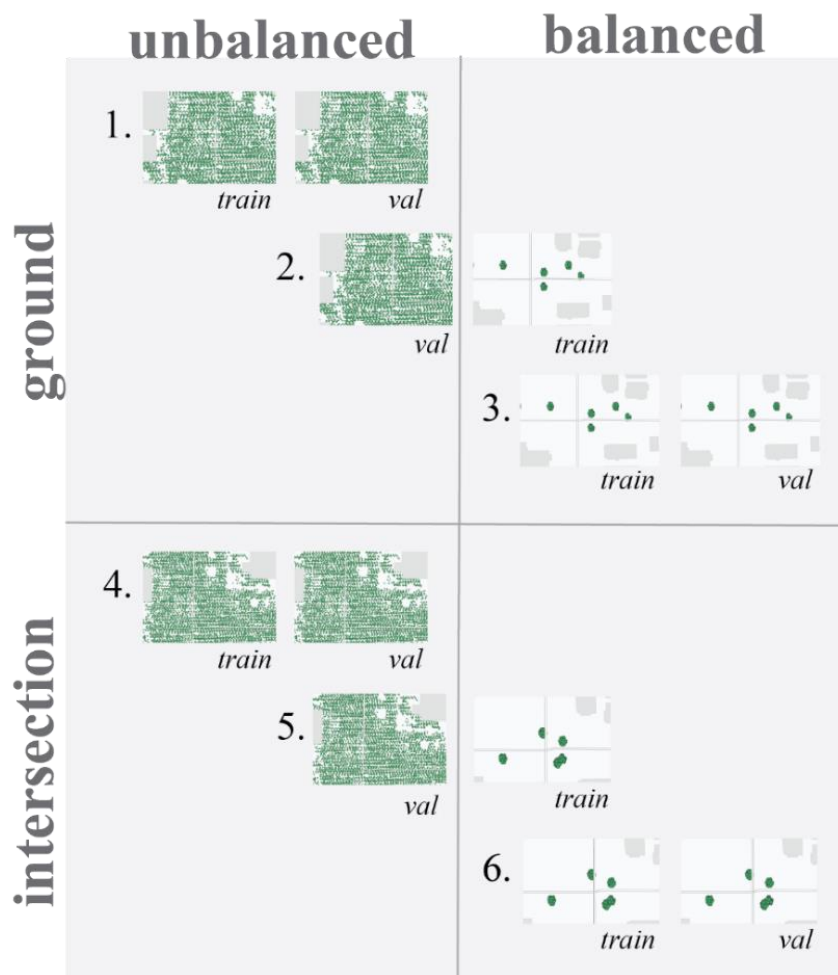 unbalanced balanced
ground
1.
train val
2.
val train
3.
train val
intersection
4.
train val
5.
val train
6.
train val